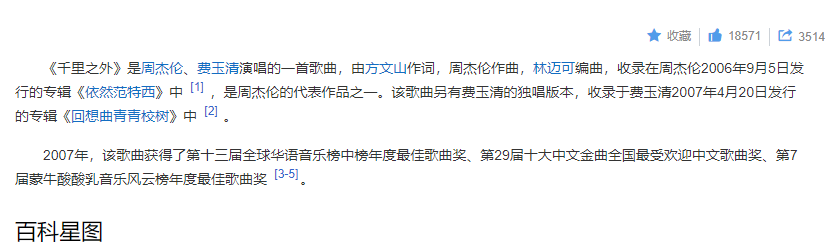 收藏 18571 3514
《千里之外》是周杰伦、费玉清演唱的一首歌曲，由方文山作词，周杰伦作曲，林迈可编曲，收录在周杰伦2006年9月5日发
行的专辑《依然范特西》中 [1] ，是周杰伦的代表作品之一。该歌曲另有费玉清的独唱版本，收录于费玉清2007年4月20日发行
的专辑《回想曲青青校树》中 [2] 。
2007年，该歌曲获得了第十三届全球华语音乐榜中榜年度最佳歌曲奖、第29届十大中文金曲全国最受欢迎中文歌曲奖、第7
届蒙牛酸酸乳音乐风云榜年度最佳歌曲奖 [3-5] 。
百科星图